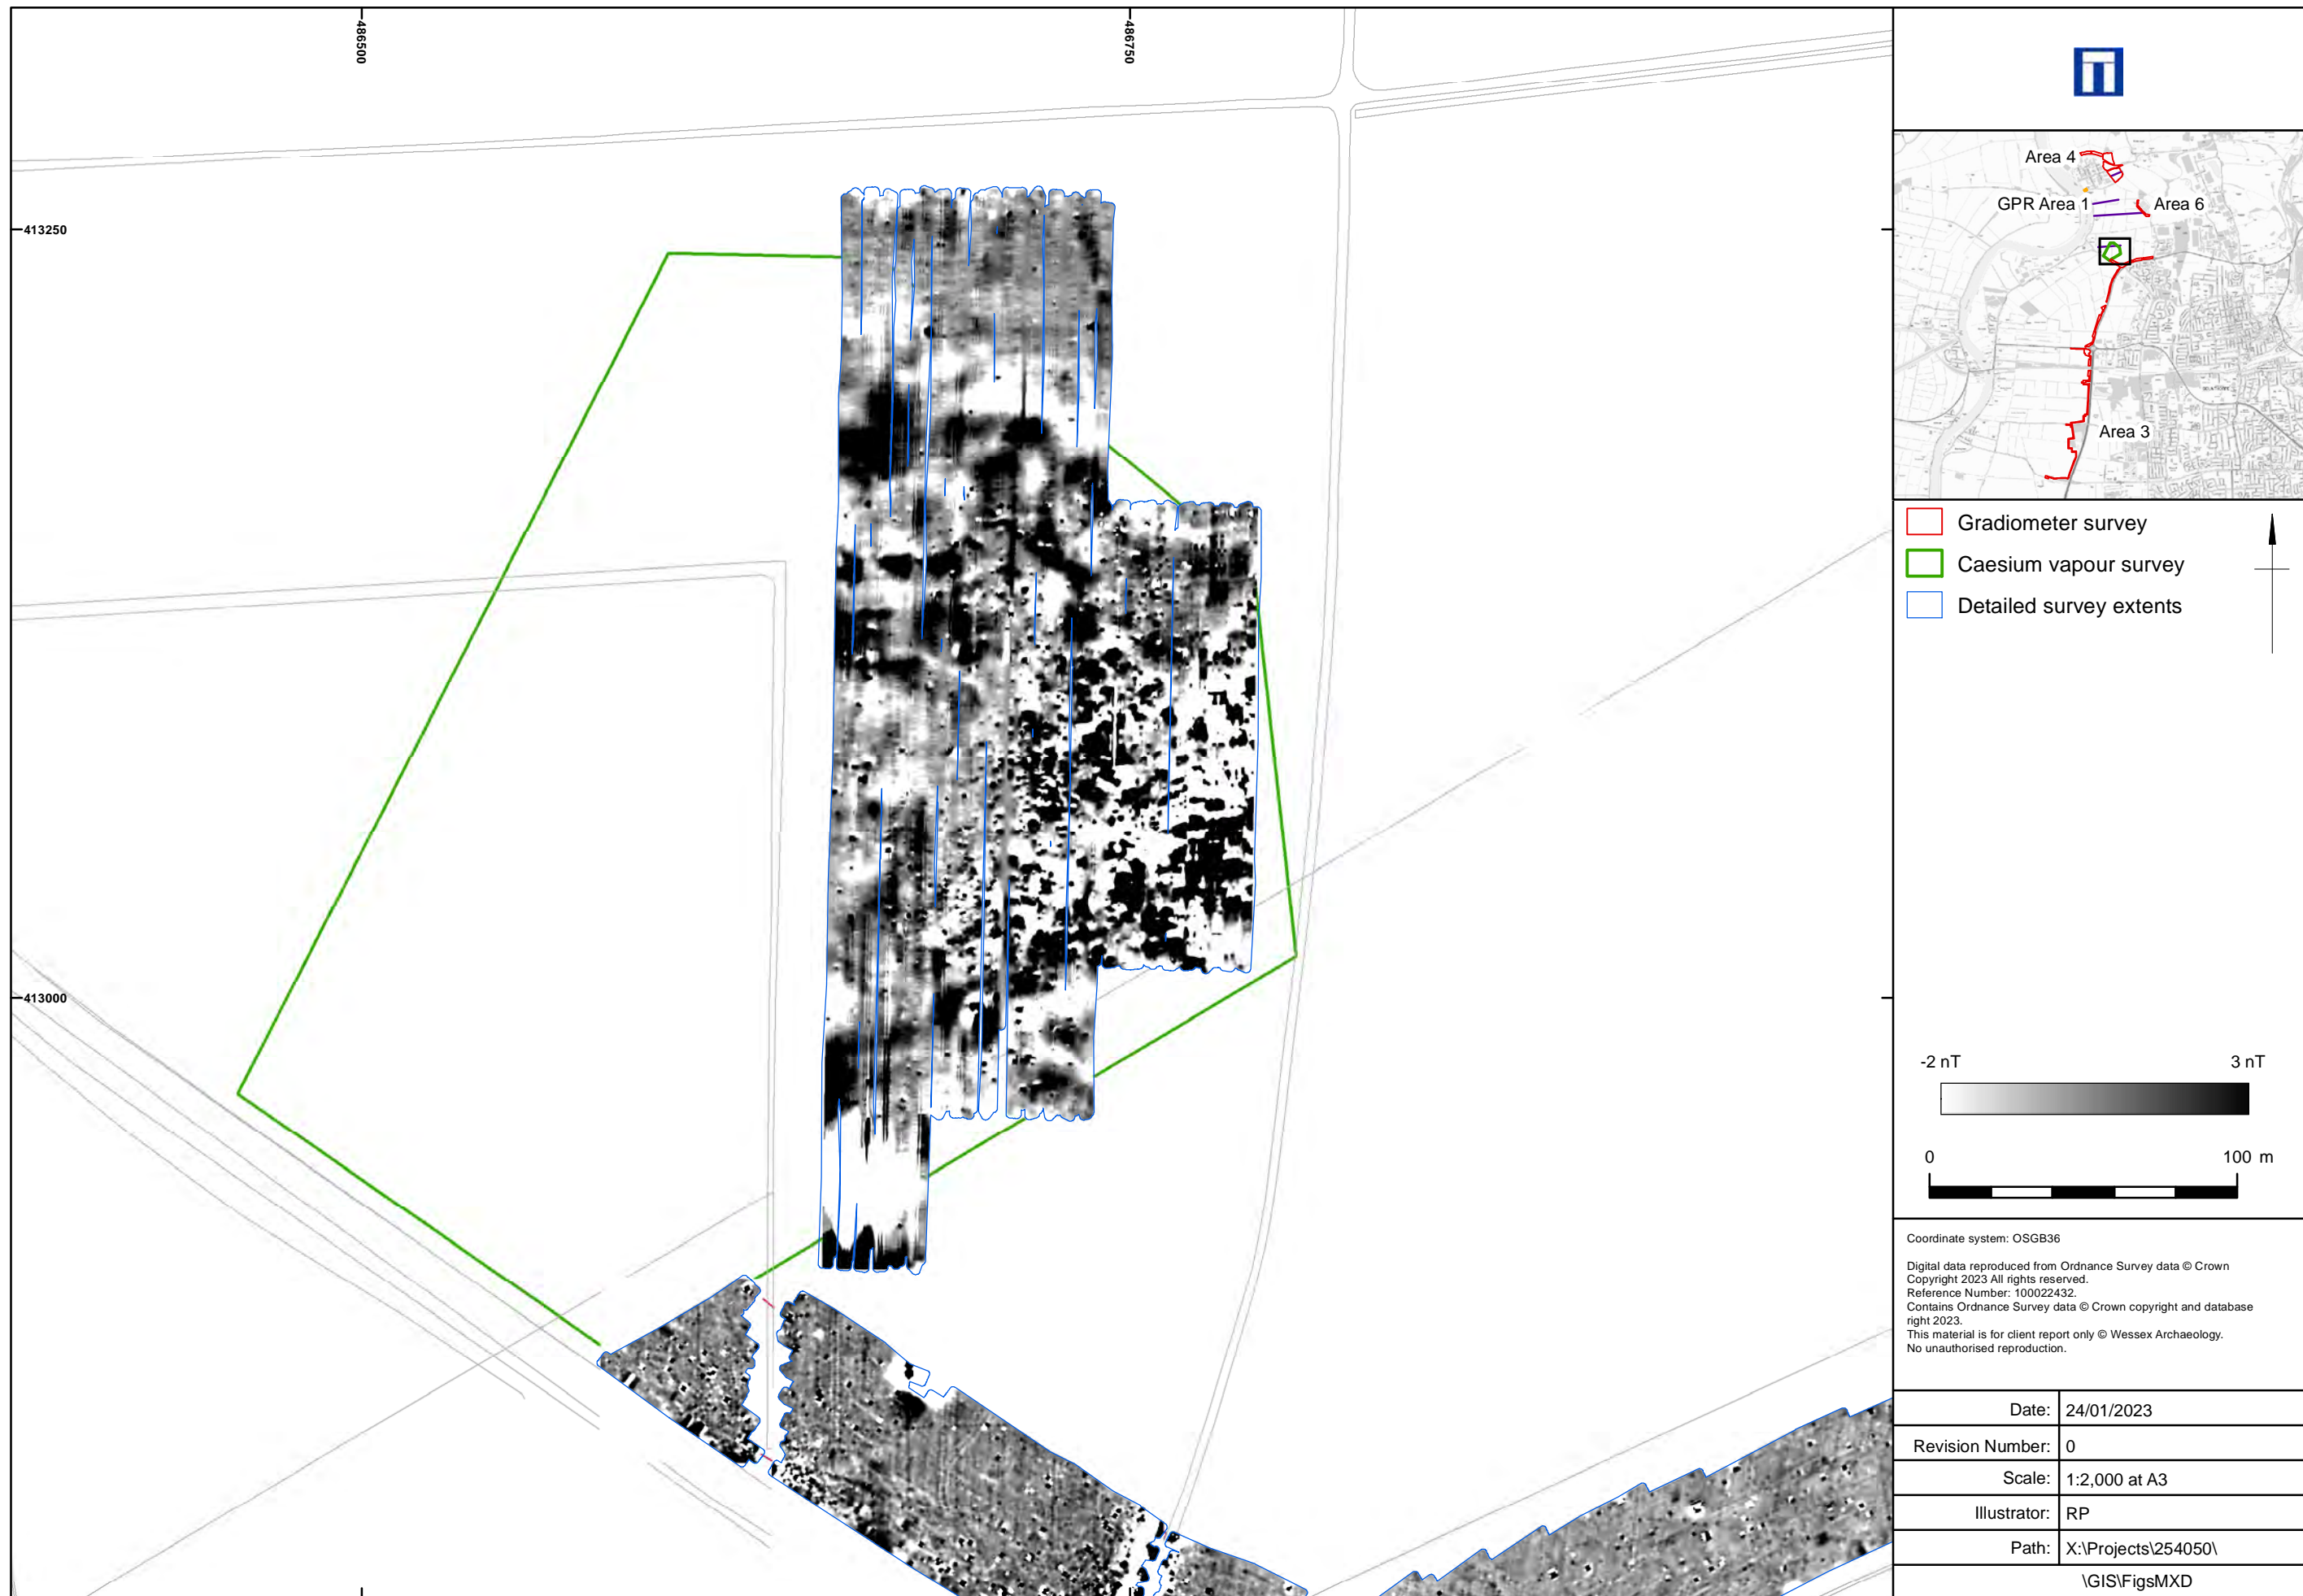 486500
486750
413250
413000
Area 4
GPR Area 1
Area 6
Area 3
Gradiometer survey
Caesium vapour survey
Detailed survey extents
-2 nT 3 nT
0 100 m
Coordinate system: OSGB36
Digital data reproduced from Ordnance Survey data © Crown
Copyright 2023 All rights reserved.
Reference Number: 100022432.
Contains Ordnance Survey data © Crown copyright and database
right 2023.
This material is for client report only © Wessex Archaeology.
No unauthorised reproduction.
Date: 24/01/2023
Revision Number: 0
Scale: 1:2,000 at A3
Illustrator: RP
Path: X:\Projects\254050\
\GIS\FigsMXD